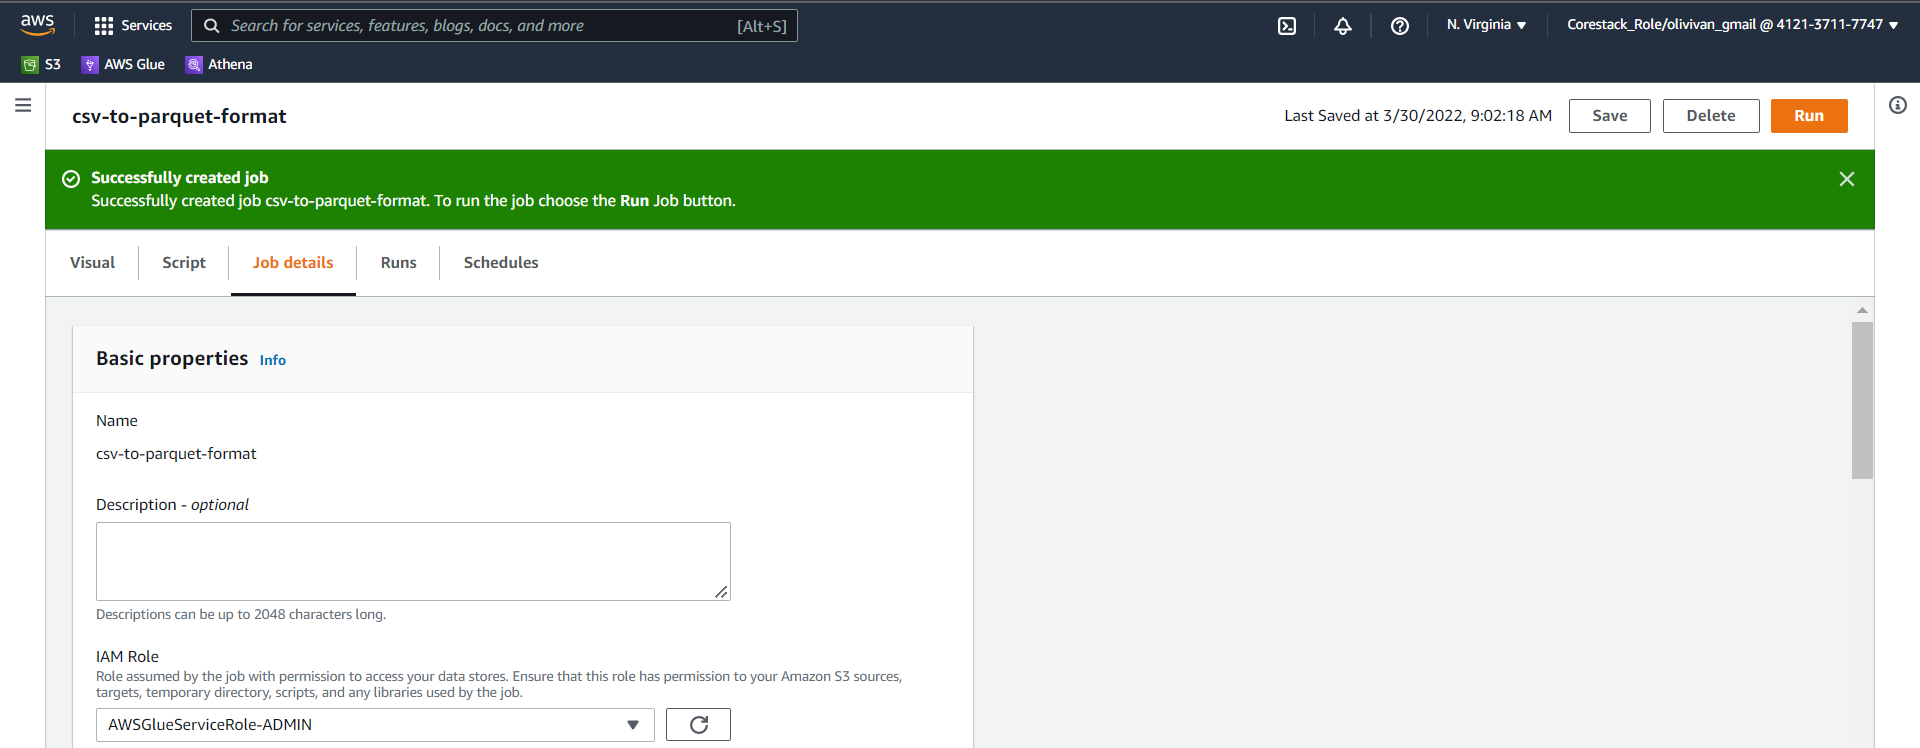 aws
Services
Search for services, features, blogs, docs, and more
[Alt+S]
N. Virginia
Corestack_Role/olivivan_gmail @ 4121-3711-7747
S3
AWS Glue
Athena
csv-to-parquet-format
Last Saved at 3/30/2022, 9:02:18 AM
Save
Delete
Run
Successfully created job
Successfully created job csv-to-parquet-format. To run the job choose the Run Job button.
Visual
Script
Job details
Runs
Schedules
Basic properties Info
Name
csv-to-parquet-format
Description - optional
Descriptions can be up to 2048 characters long.
IAM Role
Role assumed by the job with permission to access your data stores. Ensure that this role has permission to your Amazon S3 sources,
targets, temporary directory, scripts, and any libraries used by the job.
AWSGlueServiceRole-ADMIN